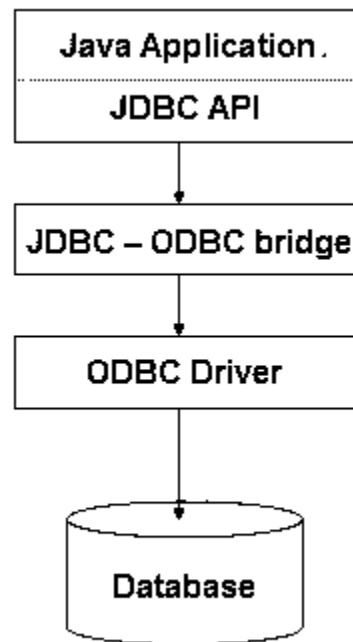 Java Application.
JDBC API
JDBC – ODBC bridge
ODBC Driver
Database